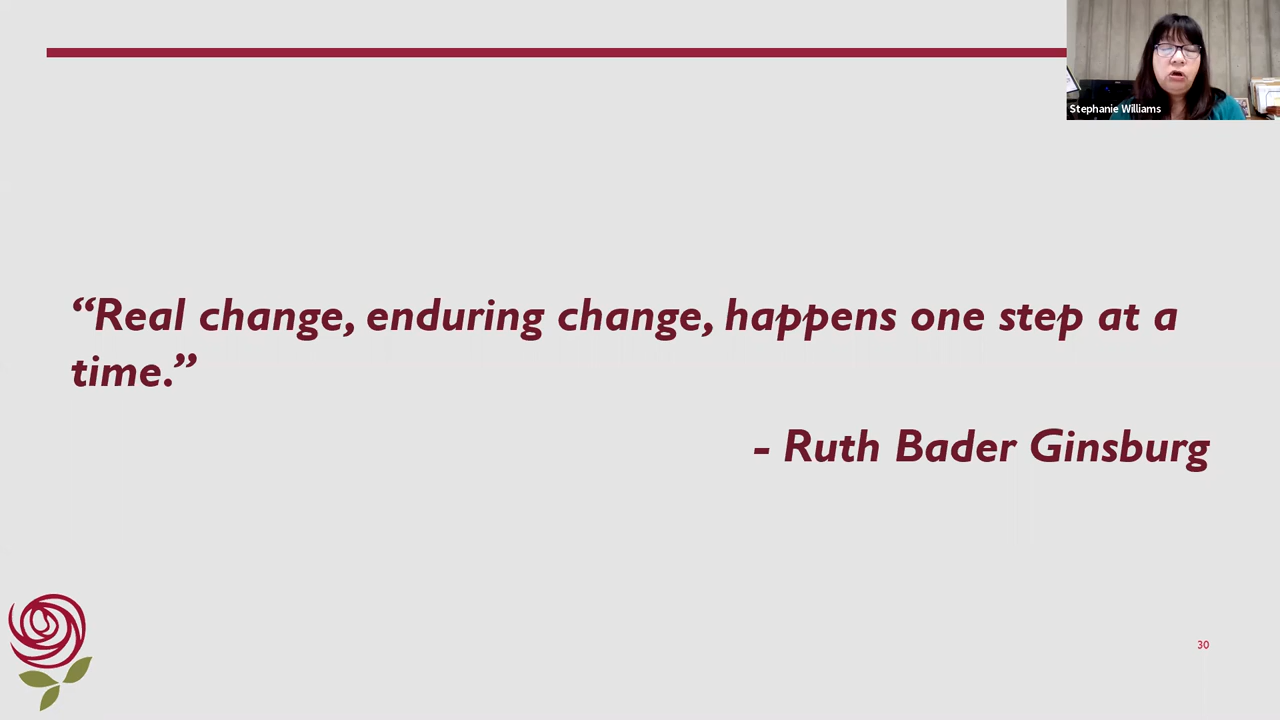 Stephanie Williams
“Real change, enduring change, happens one step at a
time.”
- Ruth Bader Ginsburg
30